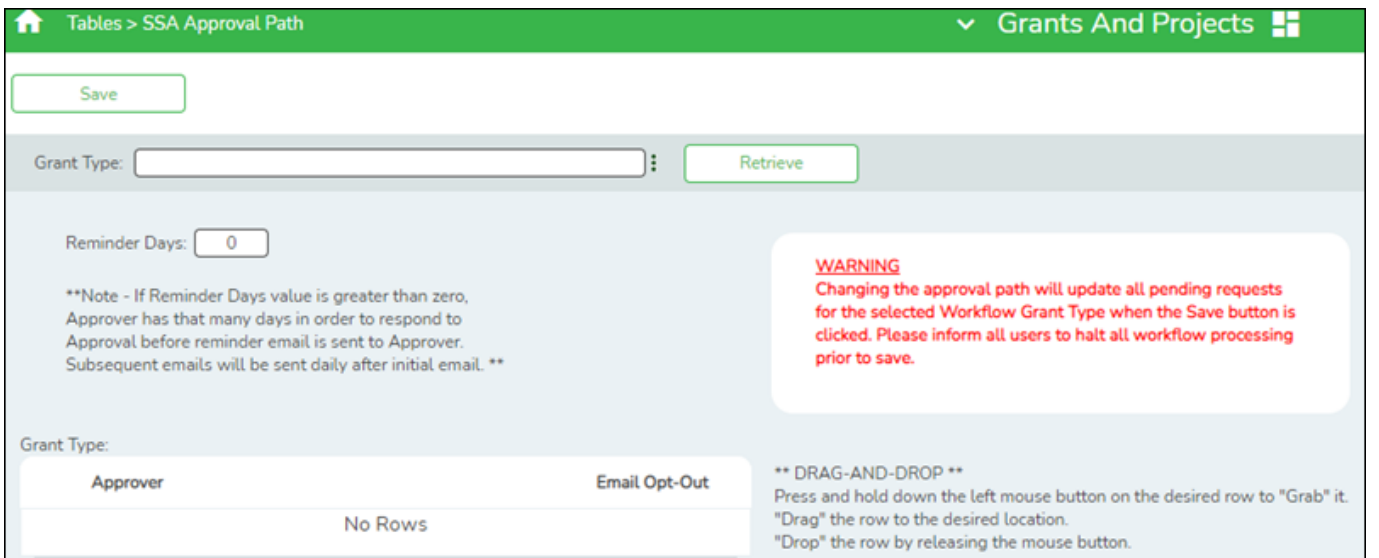 Tables > SSA Approval Path
Grants And Projects
Save
Grant Type:
Retrieve
Reminder Days: 0
**Note - If Reminder Days value is greater than zero,
Approver has that many days in order to respond to
Approval before reminder email is sent to Approver.
Subsequent emails will be sent daily after initial email. **
WARNING
Changing the approval path will update all pending requests
for the selected Workflow Grant Type when the Save button is
clicked. Please inform all users to halt all workflow processing
prior to save.
Grant Type:
Approver
Email Opt-Out
No Rows
** DRAG-AND-DROP **
Press and hold down the left mouse button on the desired row to "Grab" it.
"Drag" the row to the desired location.
"Drop" the row by releasing the mouse button.